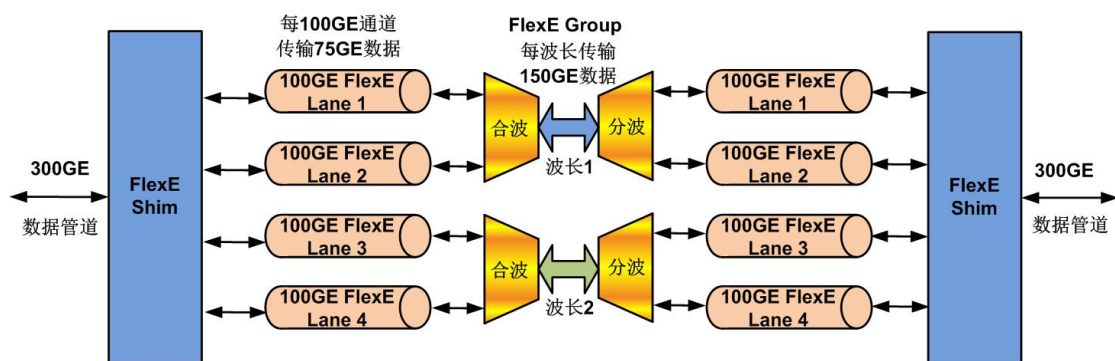 每100GE通道
传输75GE数据
FlexE Group
每波长传输
150GE数据
300GE
数据管道
FlexE
Shim
100GE FlexE
Lane 1
100GE FlexE
Lane 2
100GE FlexE
Lane 3
100GE FlexE
Lane 4
合波
合波
波长1
波长2
分波
分波
100GE FlexE
Lane 1
100GE FlexE
Lane 2
100GE FlexE
Lane 3
100GE FlexE
Lane 4
FlexE
Shim
300GE
数据管道